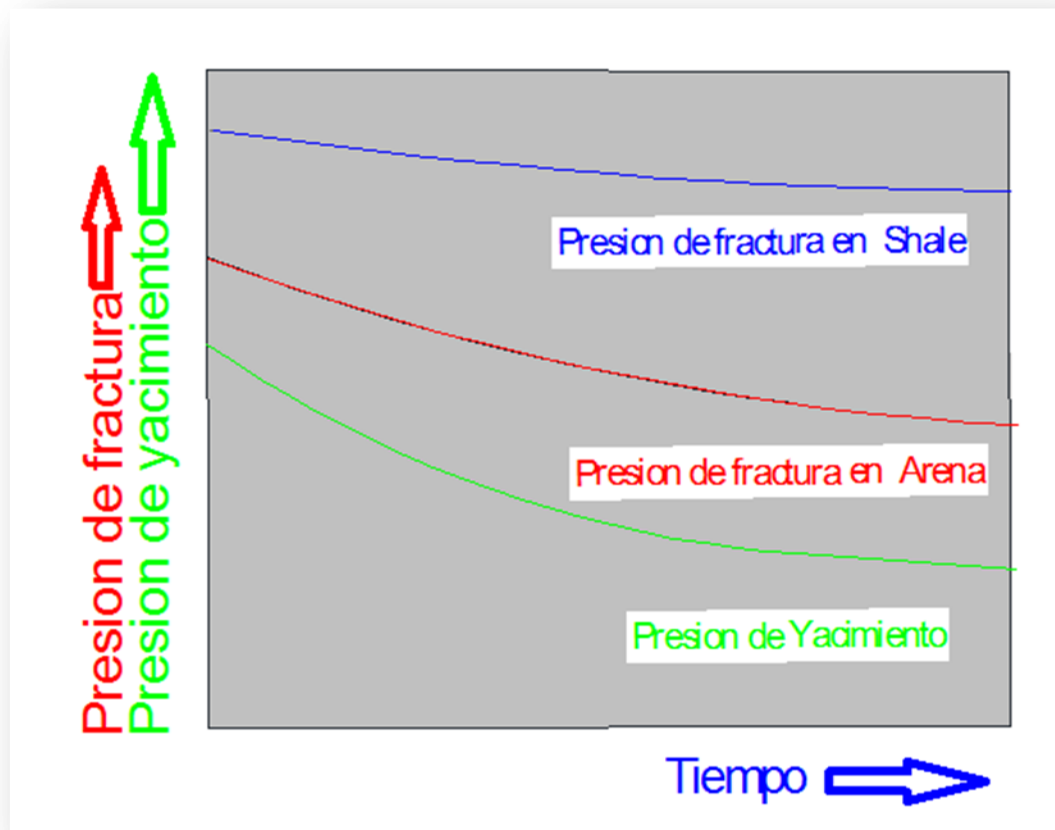 Presion de fractura
Presion de yacimiento
Presion de fractura en Shale
Presion de fractura en Arena
Presion de Yacimiento
Tiempo